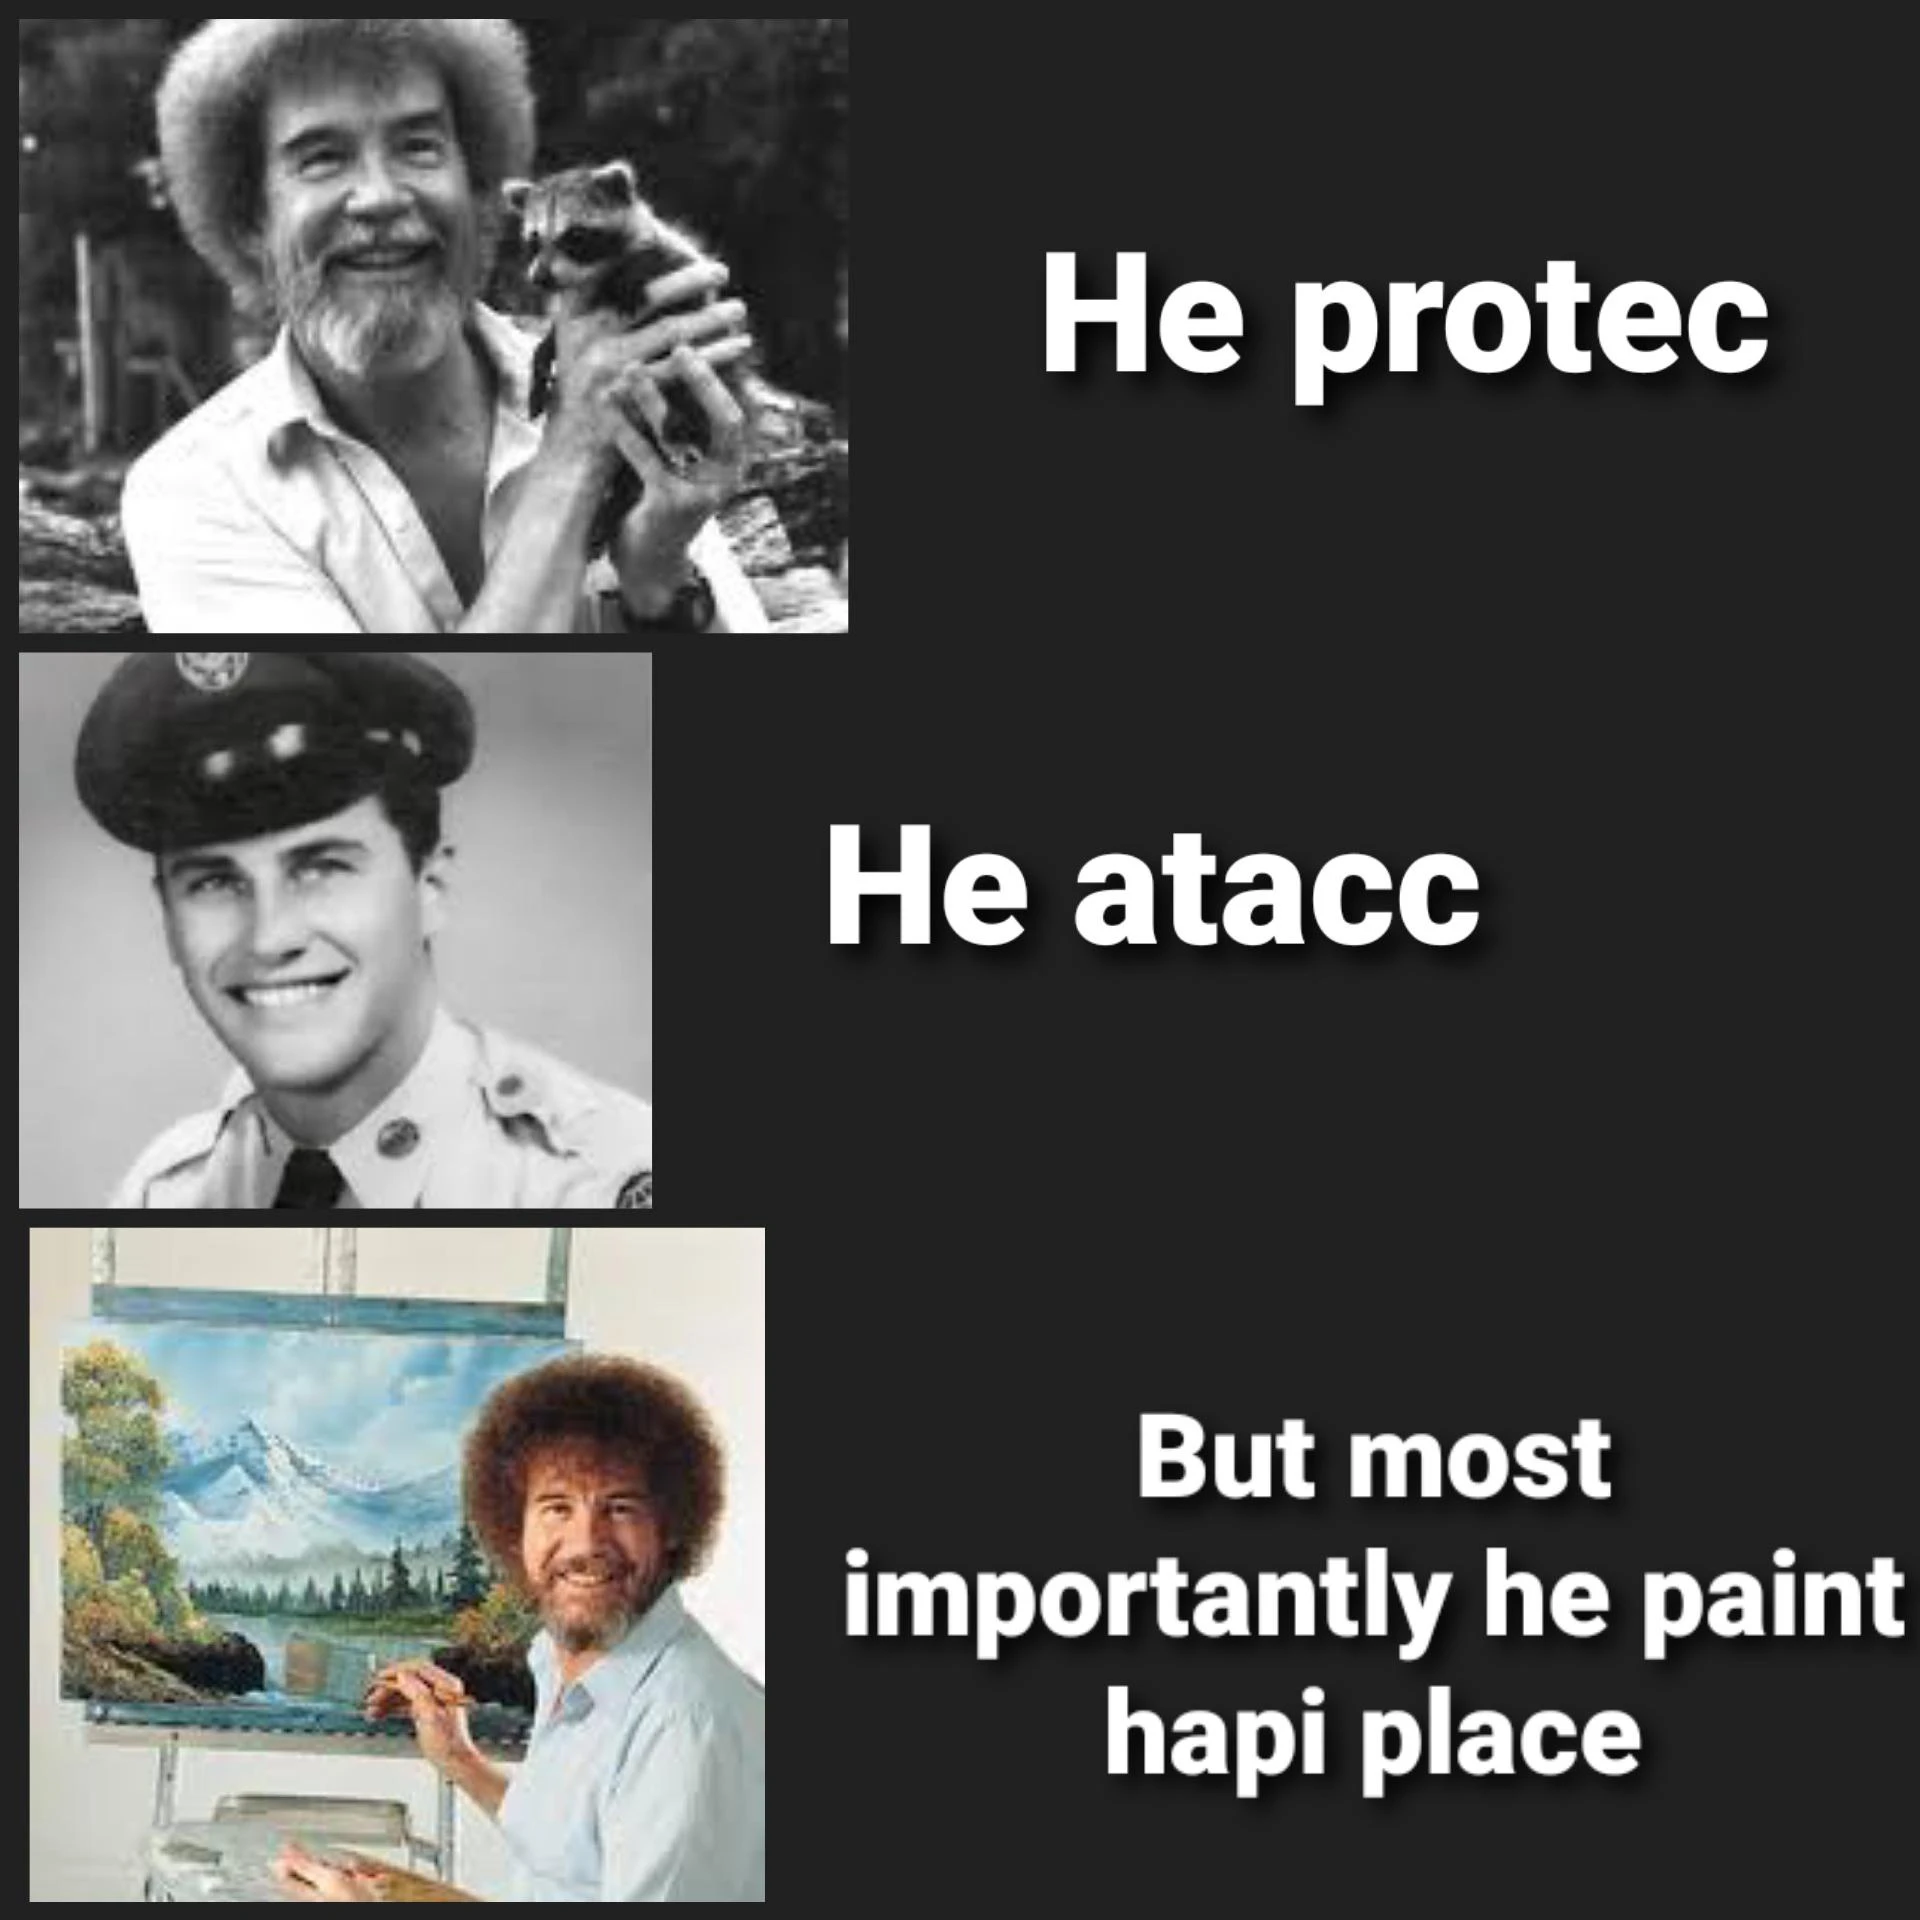 He protec
He atacc
But most
importantly he paint
hapi place